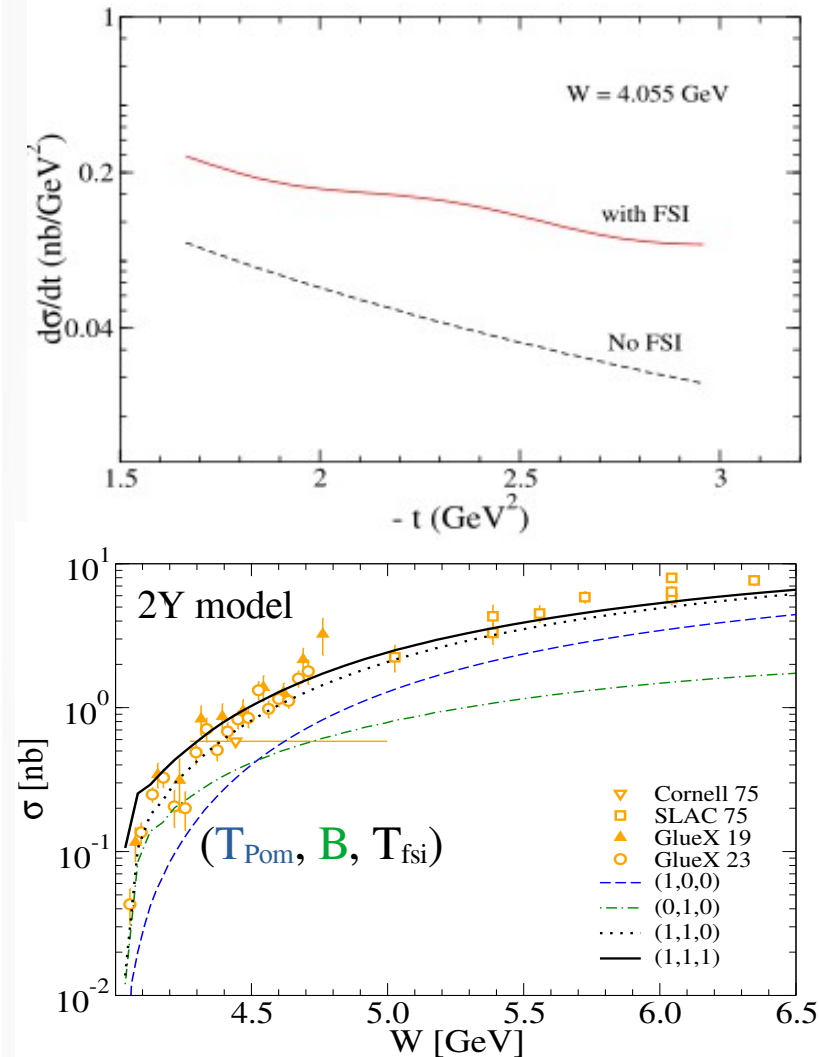 1
W = 4.055 GeV
dσ/dt (nb/GeV²)
0.2
with FSI
0.04
No FSI
1.5
2
2.5
3
- t (GeV²)
10¹
2Y model
10⁰
σ [nb]
10⁻¹
(T_Pom, B, T_fsi)
Cornell 75
SLAC 75
GlueX 19
GlueX 23
(1,0,0)
(0,1,0)
(1,1,0)
(1,1,1)
10⁻²
4.5 5.0 5.5 6.0 6.5
W [GeV]